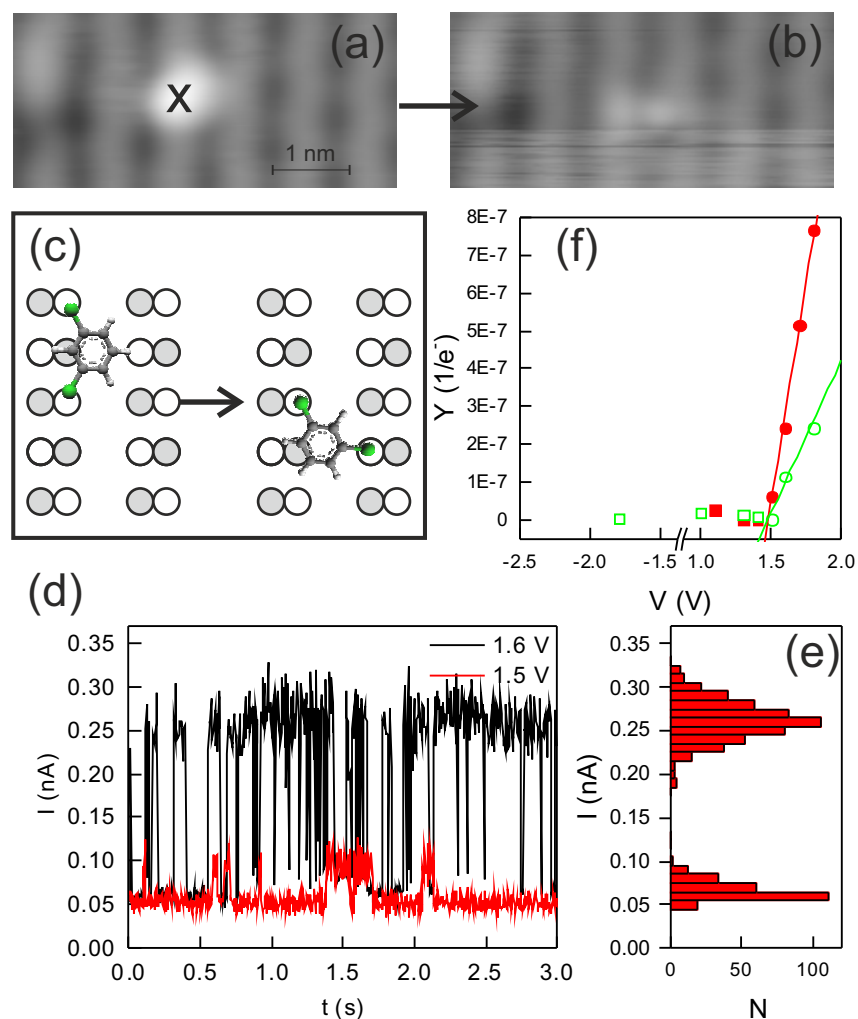 (a)
X
1 nm
(b)
(c)
(f)
8E-7
7E-7
6E-7
5E-7
4E-7
3E-7
2E-7
1E-7
0
Y (1/e⁻)
-2.5 -2.0 -1.5 1.0 1.5 2.0
V (V)
(d)
0.35
0.30
0.25
0.20
0.15
0.10
0.05
0.00
I (nA)
1.6 V
1.5 V
0.0 0.5 1.0 1.5 2.0 2.5 3.0
t (s)
(e)
0.35
0.30
0.25
0.20
0.15
0.10
0.05
0.00
I (nA)
0 50 100
N